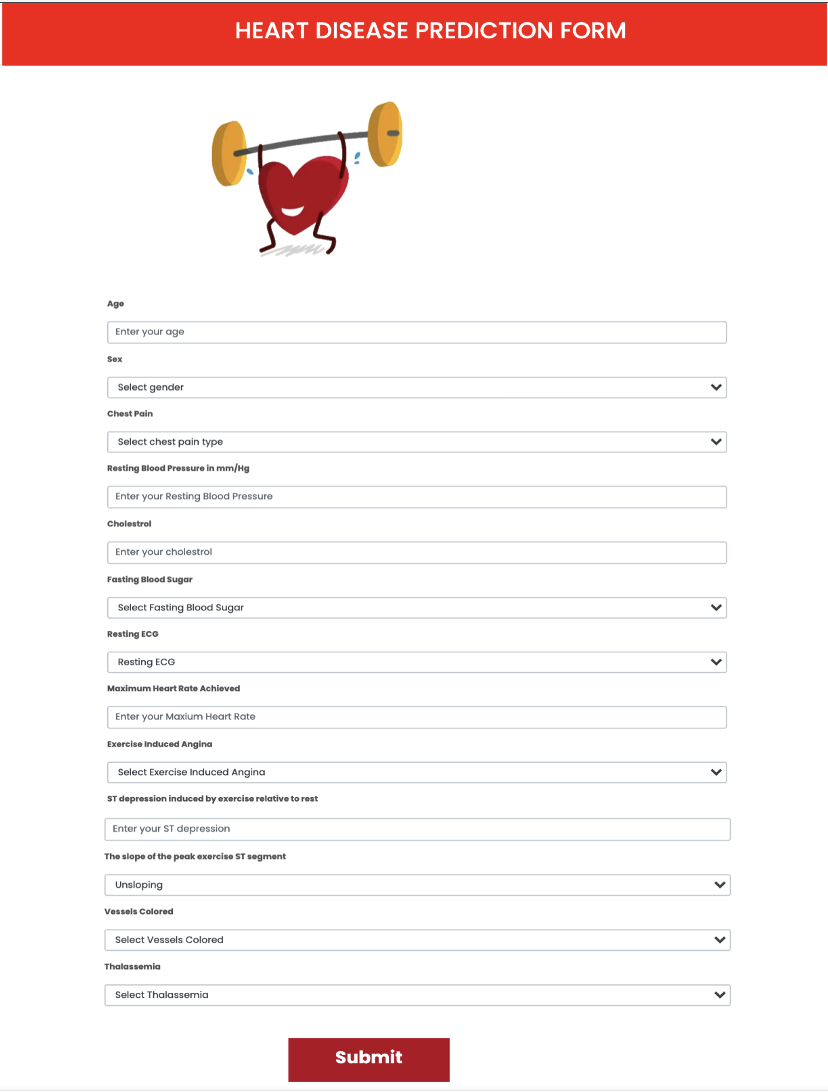 HEART DISEASE PREDICTION FORM
Age
Enter your age
Sex
Select gender
Chest Pain
Select chest pain type
Resting Blood Pressure in mm/Hg
Enter your Resting Blood Pressure
Cholestrol
Enter your cholestrol
Fasting Blood Sugar
Select Fasting Blood Sugar
Resting ECG
Resting ECG
Maximum Heart Rate Achieved
Enter your Maxium Heart Rate
Exercise Induced Angina
Select Exercise Induced Angina
ST depression induced by exercise relative to rest
Enter your ST depression
The slope of the peak exercise ST segment
Unsloping
Vessels Colored
Select Vessels Colored
Thalassemia
Select Thalassemia
Submit